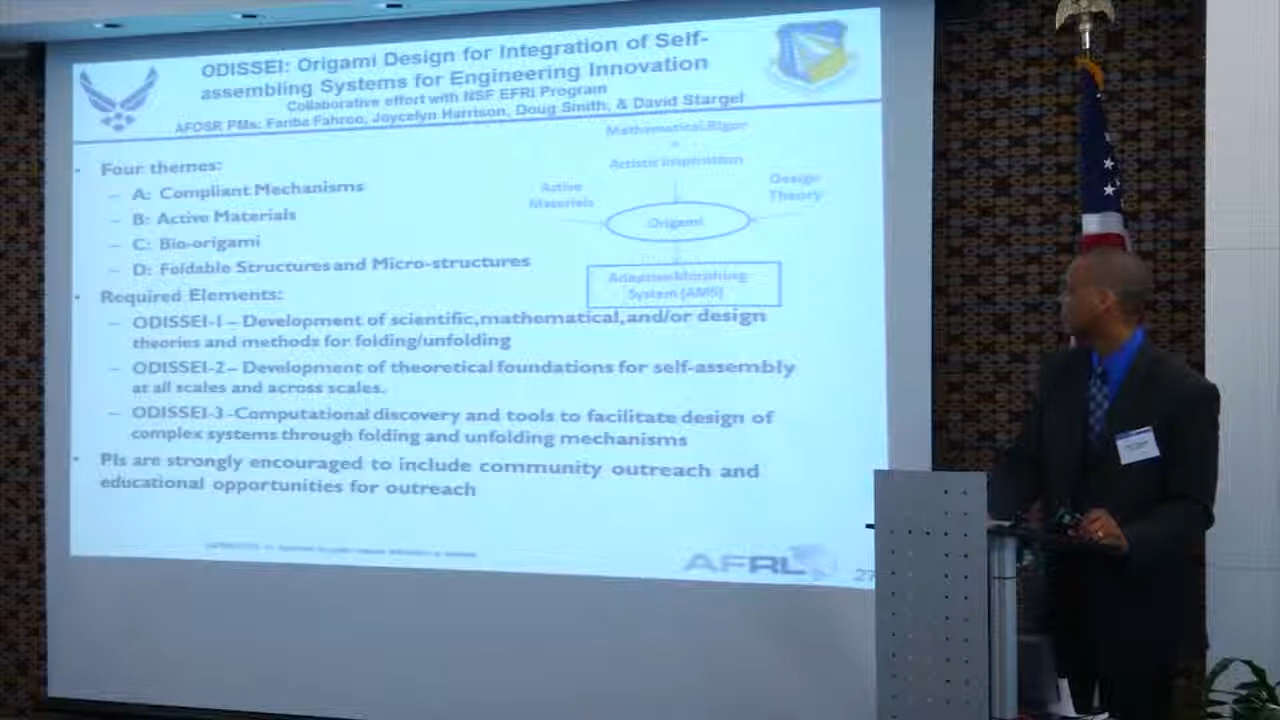 ODISSEI: Origami Design for Integration of Self-
assembling Systems for Engineering Innovation
Collaborative effort with NSF EFRI Program
AFOSR PMs: Fariba Fahroo, Joycelyn Harrison, Doug Smith, & David Stargel
Mathematical Rigor
+
Artistic inspiration
Active
Materials
Design
Theory
Origami
Adaptive Morphing
System (AMS)
• Four themes:
– A: Compliant Mechanisms
– B: Active Materials
– C: Bio-origami
– D: Foldable Structures and Micro-structures
• Required Elements:
– ODISSEI-1 – Development of scientific, mathematical, and/or design
theories and methods for folding/unfolding
– ODISSEI-2 – Development of theoretical foundations for self-assembly
at all scales and across scales.
– ODISSEI-3 -Computational discovery and tools to facilitate design of
complex systems through folding and unfolding mechanisms
• PIs are strongly encouraged to include community outreach and
educational opportunities for outreach
AFRL
27